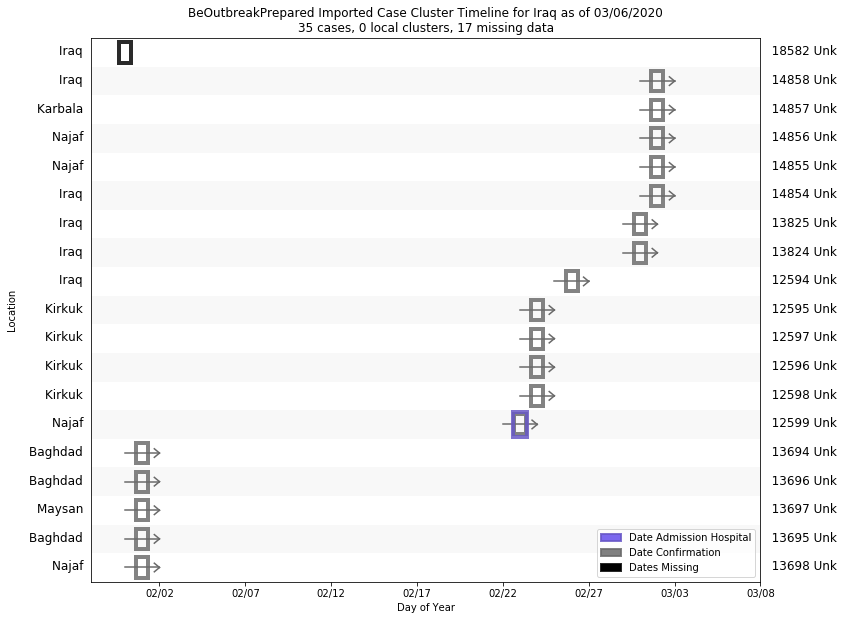 BeOutbreakPrepared Imported Case Cluster Timeline for Iraq as of 03/06/2020
35 cases, 0 local clusters, 17 missing data
Iraq 18582 Unk
Iraq 14858 Unk
Karbala 14857 Unk
Najaf 14856 Unk
Najaf 14855 Unk
Iraq 14854 Unk
Iraq 13825 Unk
Iraq 13824 Unk
Iraq 12594 Unk
Kirkuk 12595 Unk
Kirkuk 12597 Unk
Kirkuk 12596 Unk
Kirkuk 12598 Unk
Najaf 12599 Unk
Baghdad 13694 Unk
Baghdad 13696 Unk
Maysan 13697 Unk
Baghdad 13695 Unk
Najaf 13698 Unk
Location
Date Admission Hospital
Date Confirmation
Dates Missing
02/02 02/07 02/12 02/17 02/22 02/27 03/03 03/08
Day of Year